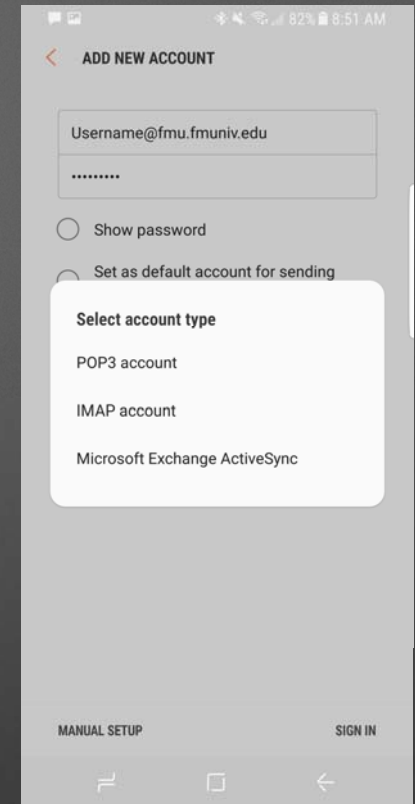 82% 8:51 AM
ADD NEW ACCOUNT
Username@fmu.fmuniv.edu
•••••••••
Show password
Set as default account for sending
Select account type
POP3 account
IMAP account
Microsoft Exchange ActiveSync
MANUAL SETUP SIGN IN